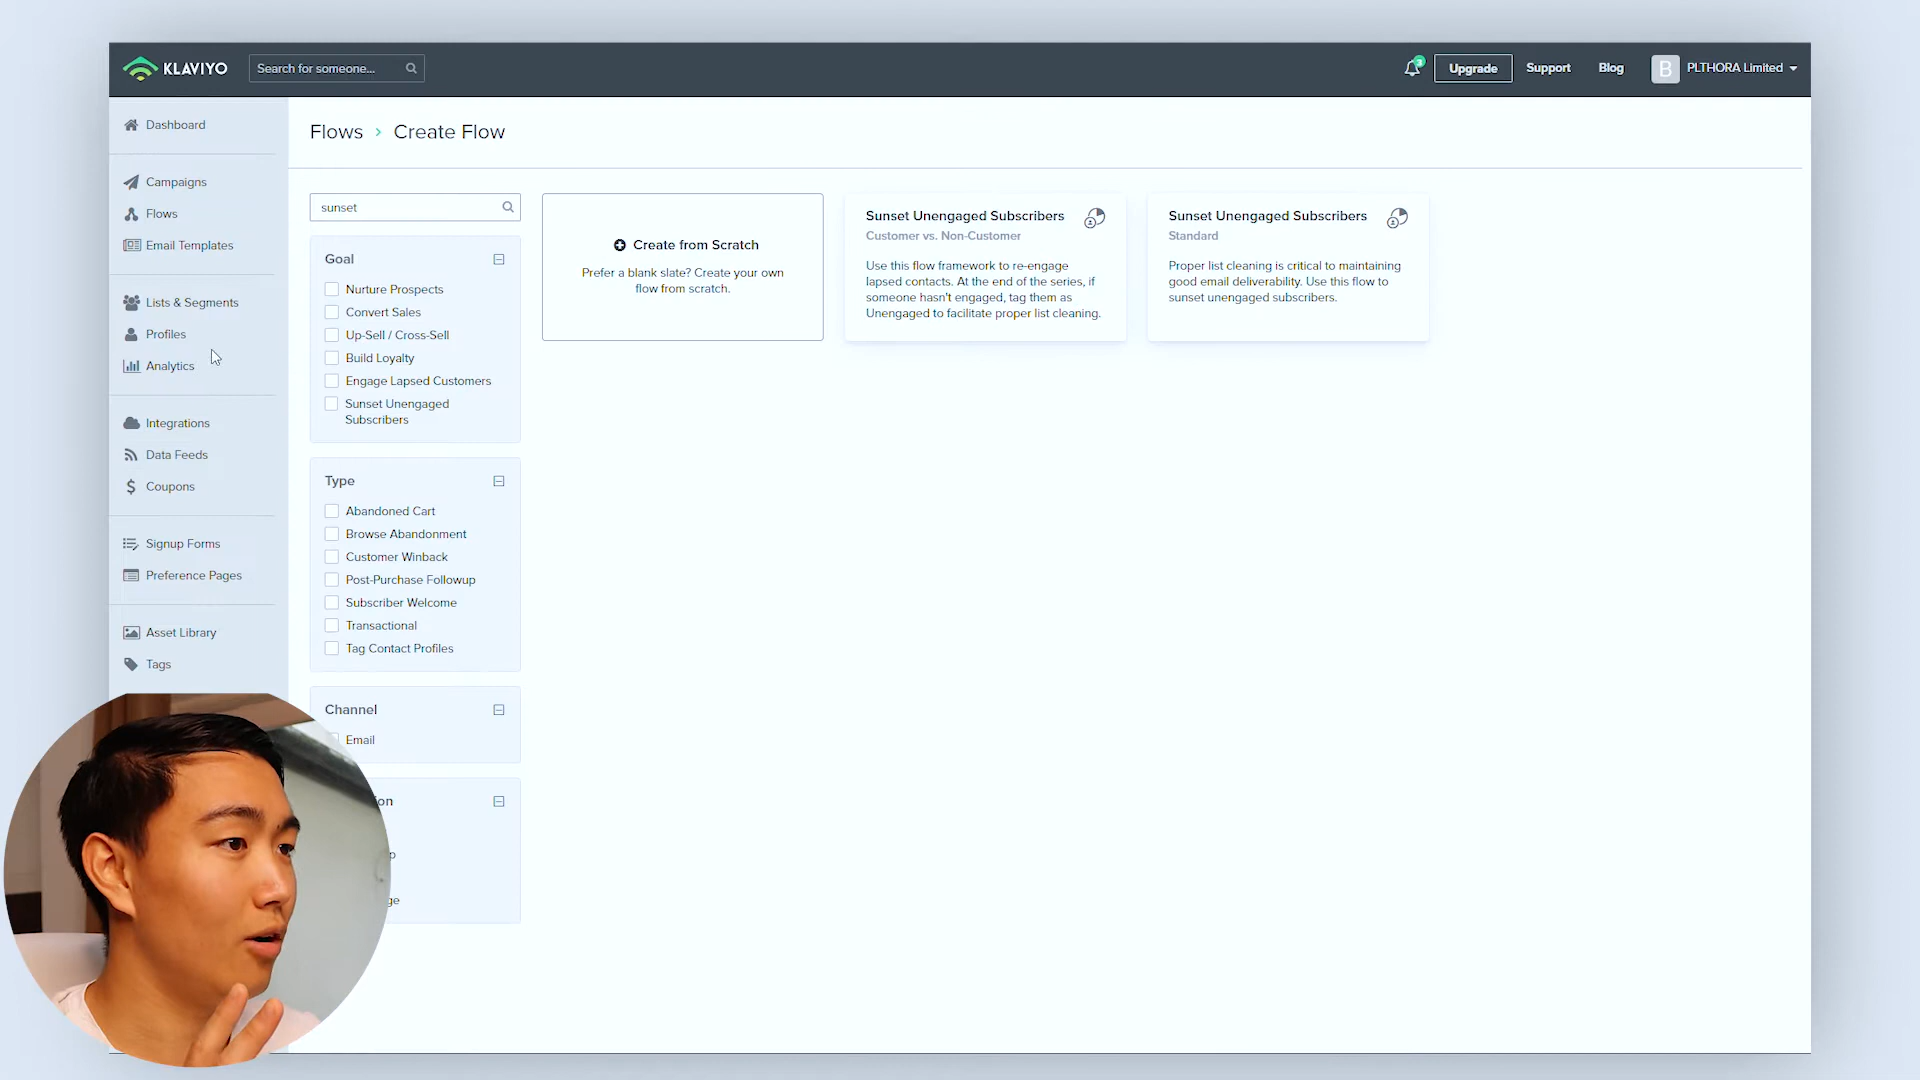 KLAVIYO
Search for someone...
3
Upgrade
Support
Blog
B
PLTHORA Limited
Dashboard
Campaigns
Flows
Email Templates
Lists & Segments
Profiles
Analytics
Integrations
Data Feeds
Coupons
Signup Forms
Preference Pages
Asset Library
Tags
Flows > Create Flow
sunset
Goal
Nurture Prospects
Convert Sales
Up-Sell / Cross-Sell
Build Loyalty
Engage Lapsed Customers
Sunset Unengaged
Subscribers
Type
Abandoned Cart
Browse Abandonment
Customer Winback
Post-Purchase Followup
Subscriber Welcome
Transactional
Tag Contact Profiles
Channel
Email
Create from Scratch
Prefer a blank slate? Create your own
flow from scratch.
Sunset Unengaged Subscribers
Customer vs. Non-Customer
Use this flow framework to re-engage
lapsed contacts. At the end of the series, if
someone hasn't engaged, tag them as
Unengaged to facilitate proper list cleaning.
Sunset Unengaged Subscribers
Standard
Proper list cleaning is critical to maintaining
good email deliverability. Use this flow to
sunset unengaged subscribers.